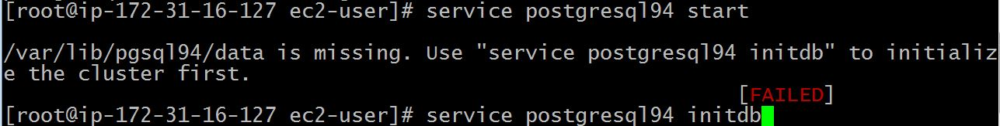 [root@ip-172-31-16-127 ec2-user]# service postgresql94 start
/var/lib/pgsql94/data is missing. Use "service postgresql94 initdb" to initializ
e the cluster first.
[FAILED]
[root@ip-172-31-16-127 ec2-user]# service postgresql94 initdb